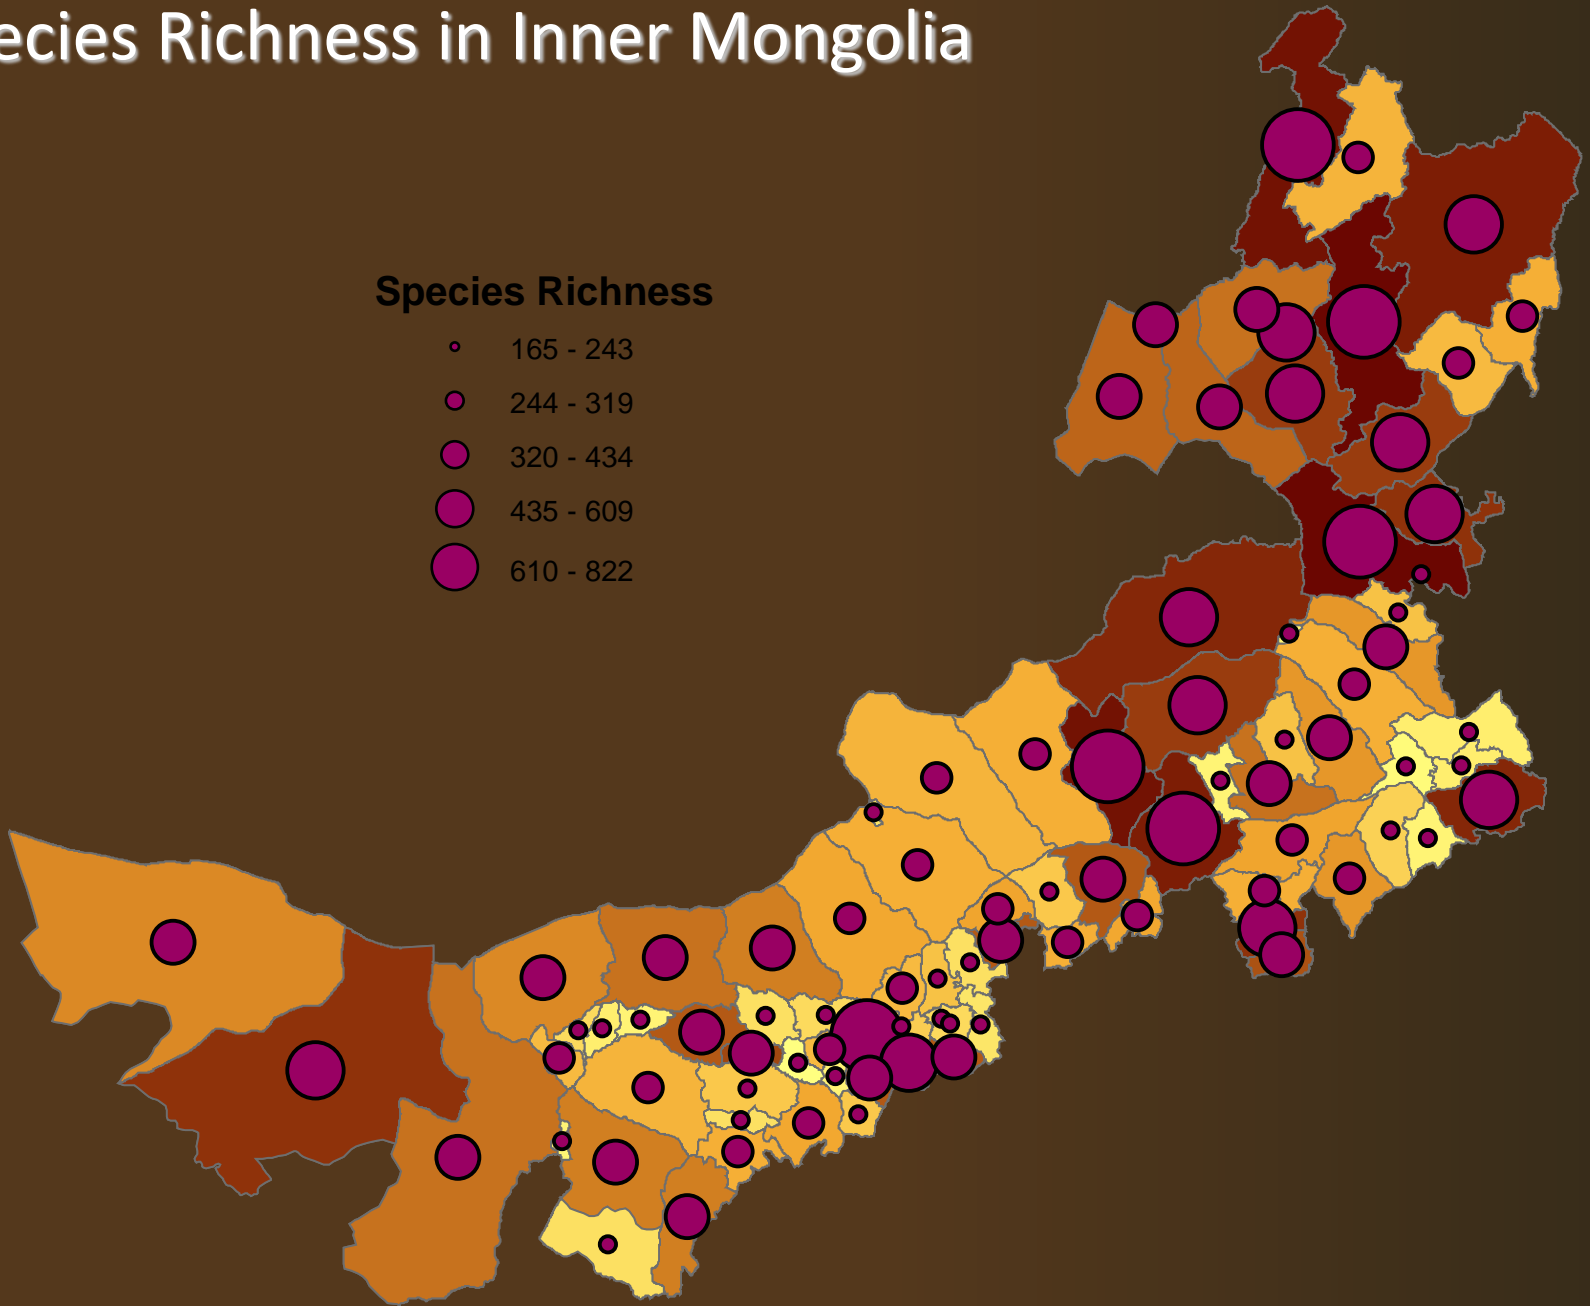 ecies Richness in Inner Mongolia
Species Richness
165 - 243
244 - 319
320 - 434
435 - 609
610 - 822